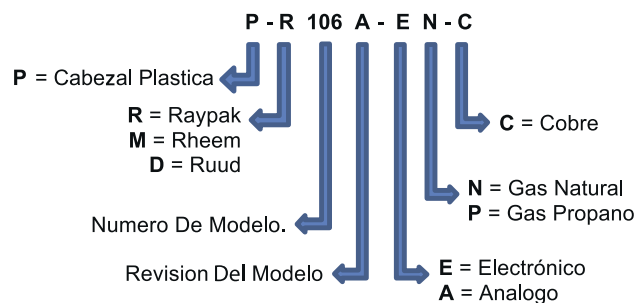 P - R 106 A - E N - C
P = Cabezal Plastica
R = Raypak
M = Rheem
D = Ruud
C = Cobre
N = Gas Natural
P = Gas Propano
Numero De Modelo.
Revision Del Modelo
E = Electrónico
A = Analogo